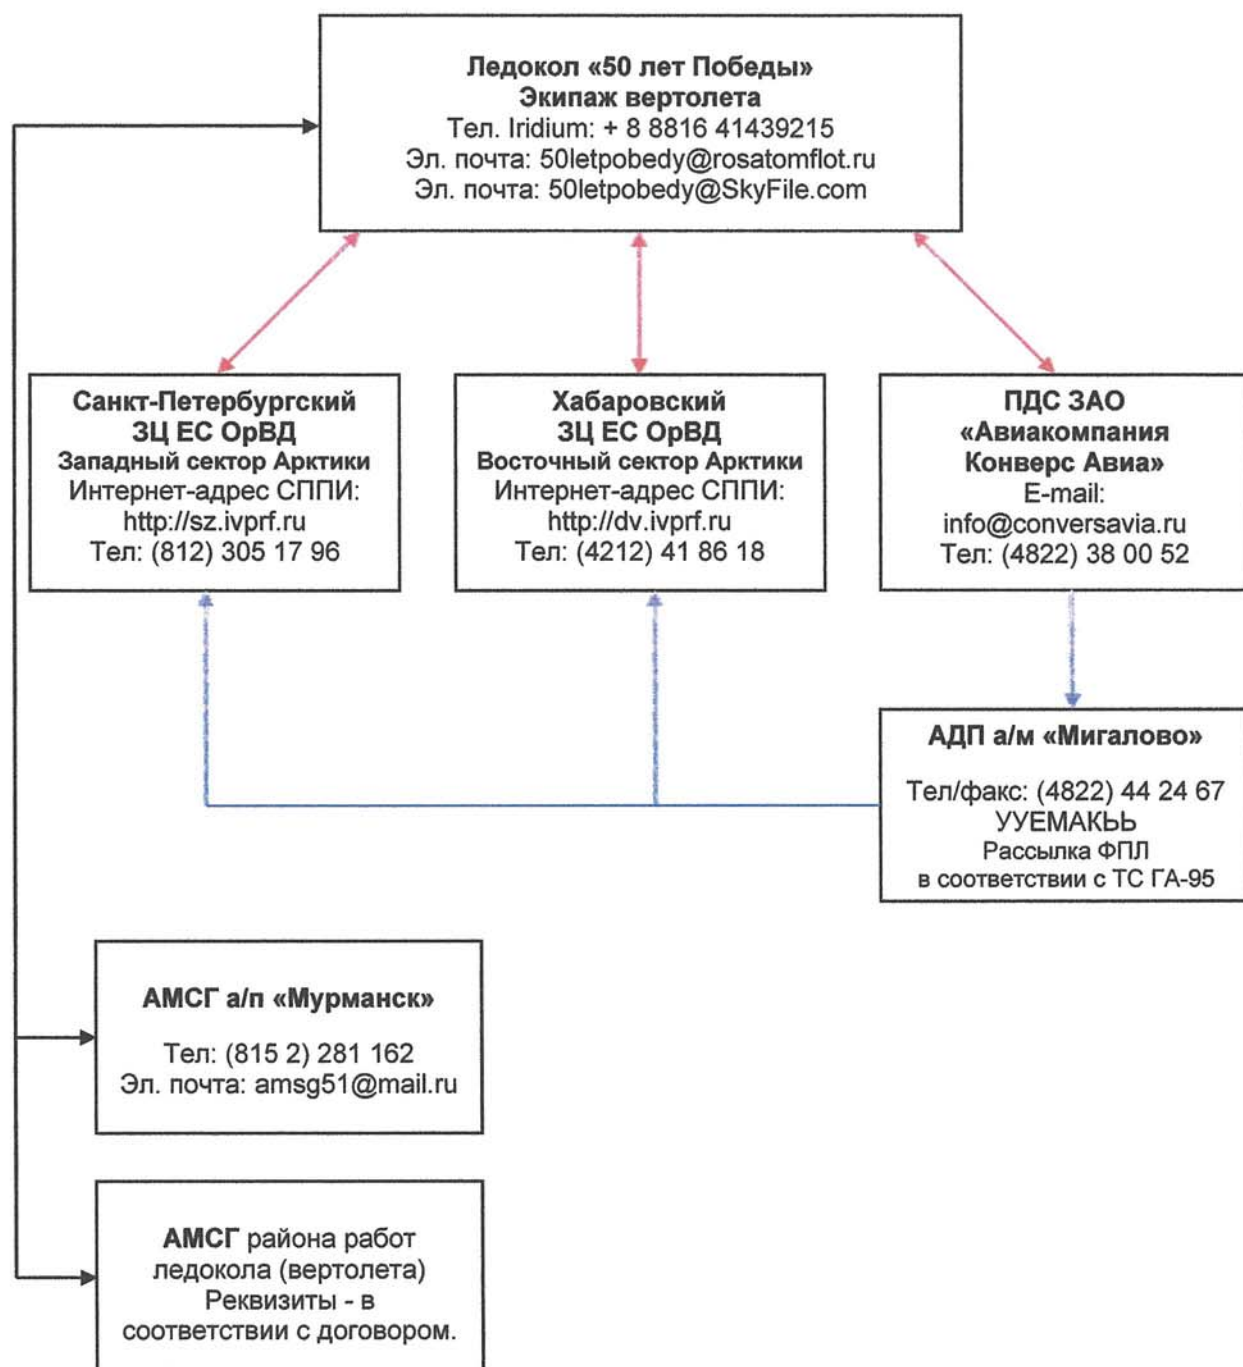 Ледокол «50 лет Победы»
Экипаж вертолета
Тел. Iridium: + 8 8816 41439215
Эл. почта: 50letpobedy@rosatomflot.ru
Эл. почта: 50letpobedy@SkyFile.com
Санкт-Петербургский
ЗЦ ЕС ОрВД
Западный сектор Арктики
Интернет-адрес СППИ:
http://sz.ivprf.ru
Тел: (812) 305 17 96
Хабаровский
ЗЦ ЕС ОрВД
Восточный сектор Арктики
Интернет-адрес СППИ:
http://dv.ivprf.ru
Тел: (4212) 41 86 18
ПДС ЗАО
«Авиакомпания
Конверс Авиа»
E-mail:
info@conversavia.ru
Тел: (4822) 38 00 52
АДП а/м «Мигалово»
Тел/факс: (4822) 44 24 67
УУЕМАКЬЬ
Рассылка ФПЛ
в соответствии с ТС ГА-95
АМСГ а/п «Мурманск»
Тел: (815 2) 281 162
Эл. почта: amsg51@mail.ru
АМСГ района работ
ледокола (вертолета)
Реквизиты - в
соответствии с договором.